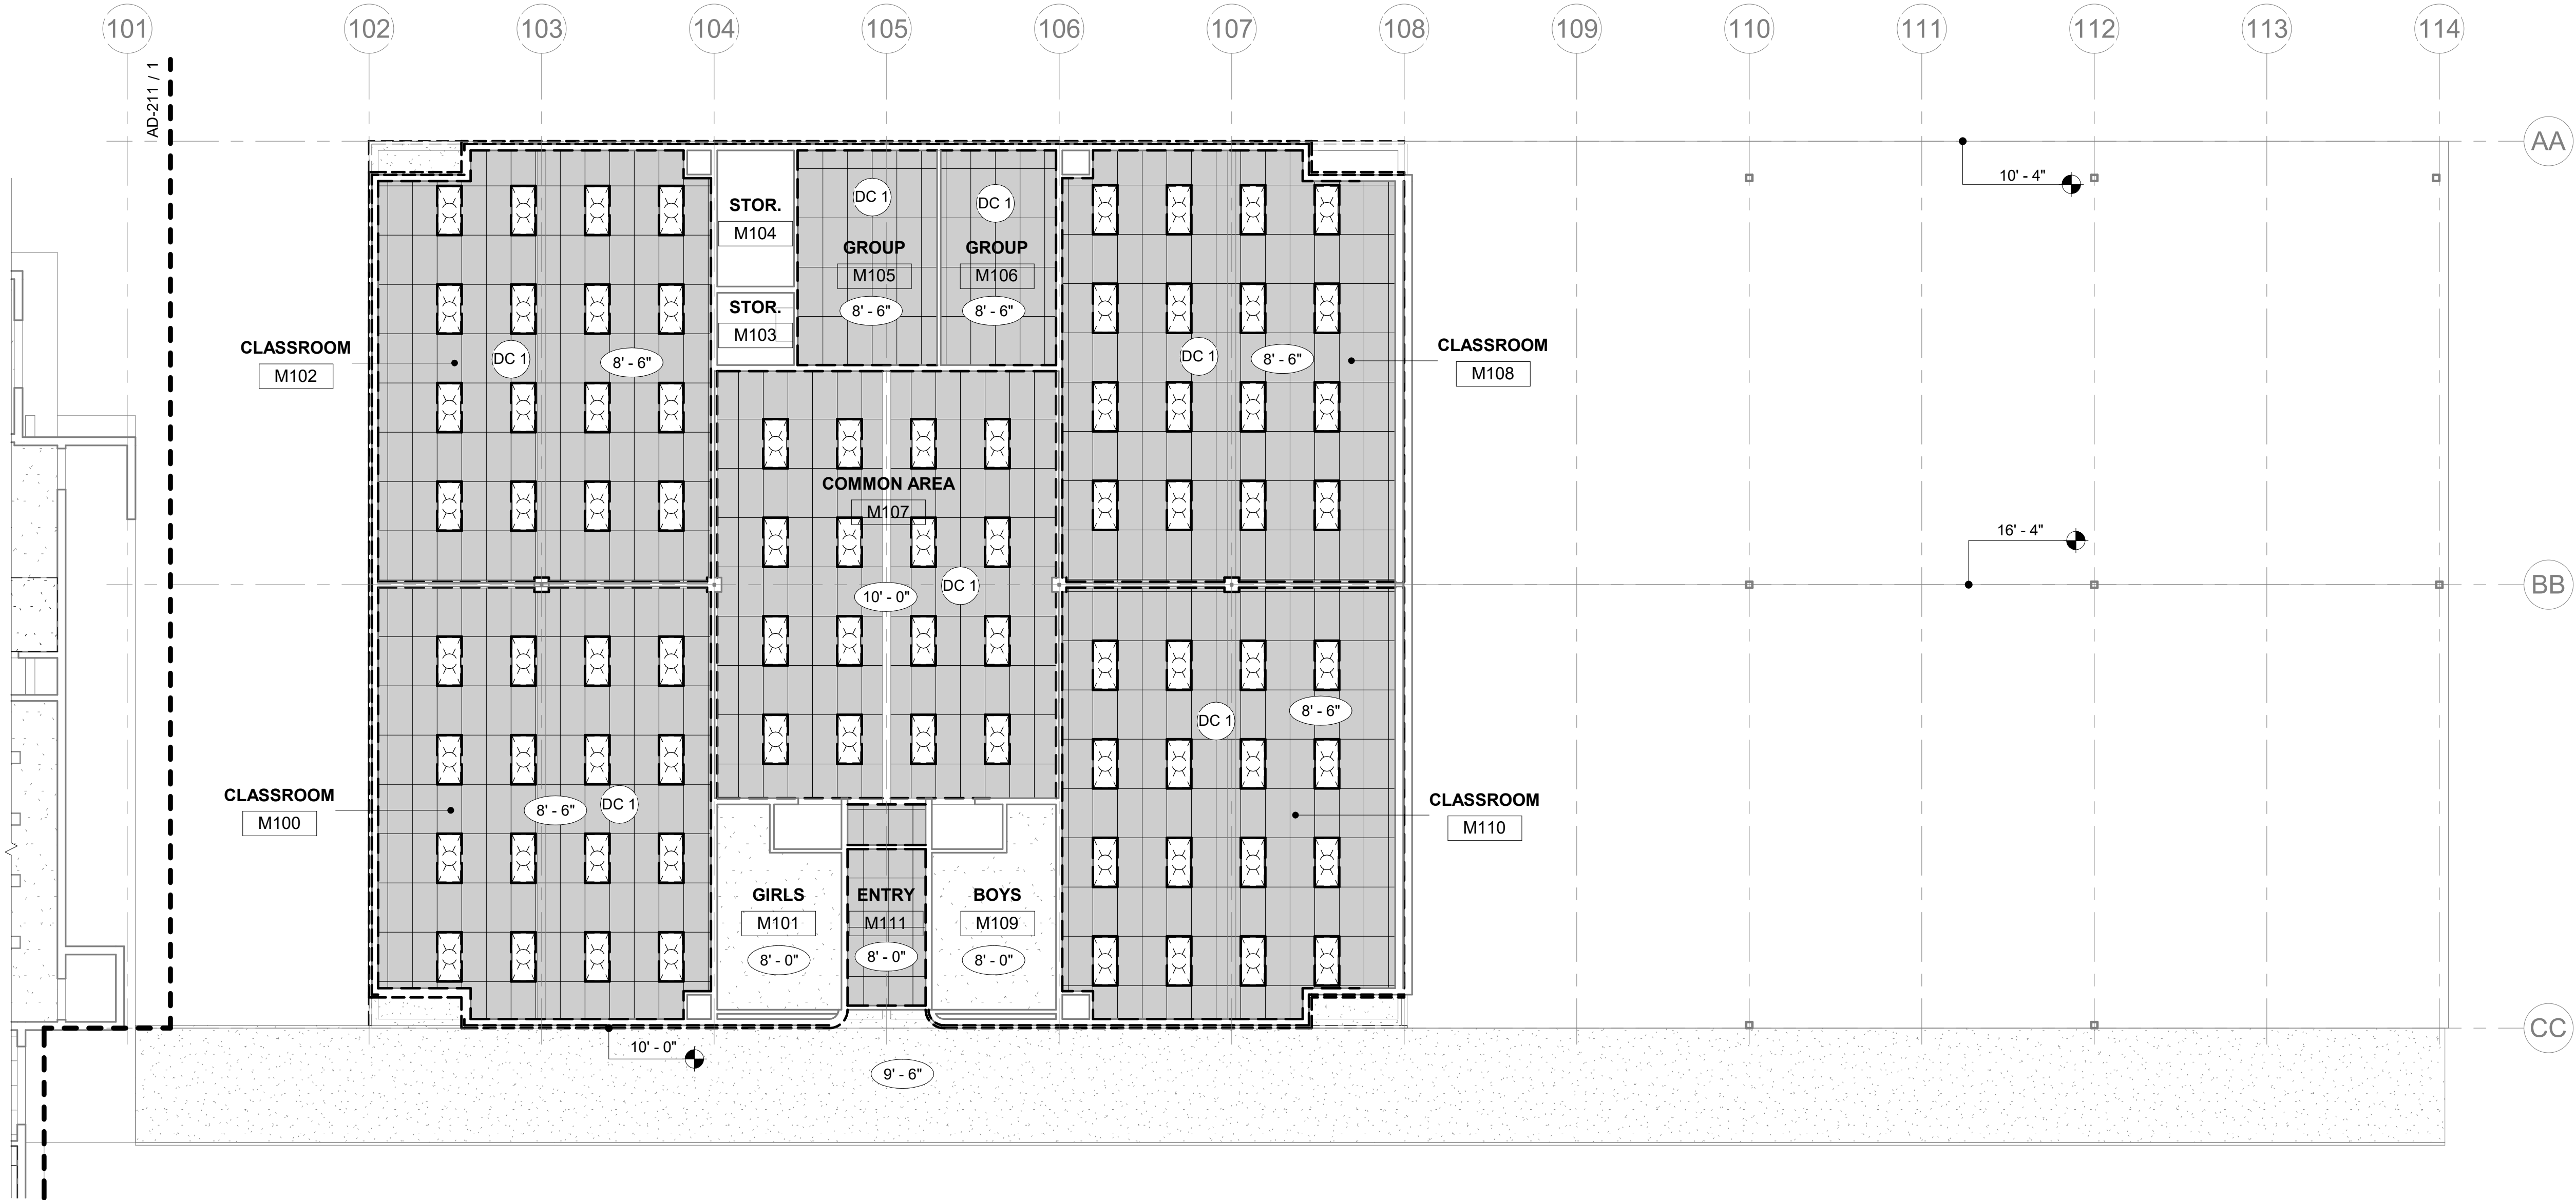 101
102
103
104
105
106
107
108
109
110
111
112
113
114
AD-211 / 1
AA
10' - 4"
DC 1
DC 1
STOR.
M104
GROUP
M105
GROUP
M106
STOR.
M103
8' - 6"
8' - 6"
CLASSROOM
M102
DC 1
8' - 6"
DC 1
8' - 6"
CLASSROOM
M108
COMMON AREA
M107
16' - 4"
10' - 0"
DC 1
BB
DC 1
8' - 6"
CLASSROOM
M100
8' - 6"
DC 1
CLASSROOM
M110
GIRLS
M101
8' - 0"
ENTRY
M111
8' - 0"
BOYS
M109
8' - 0"
CC
10' - 0"
9' - 6"